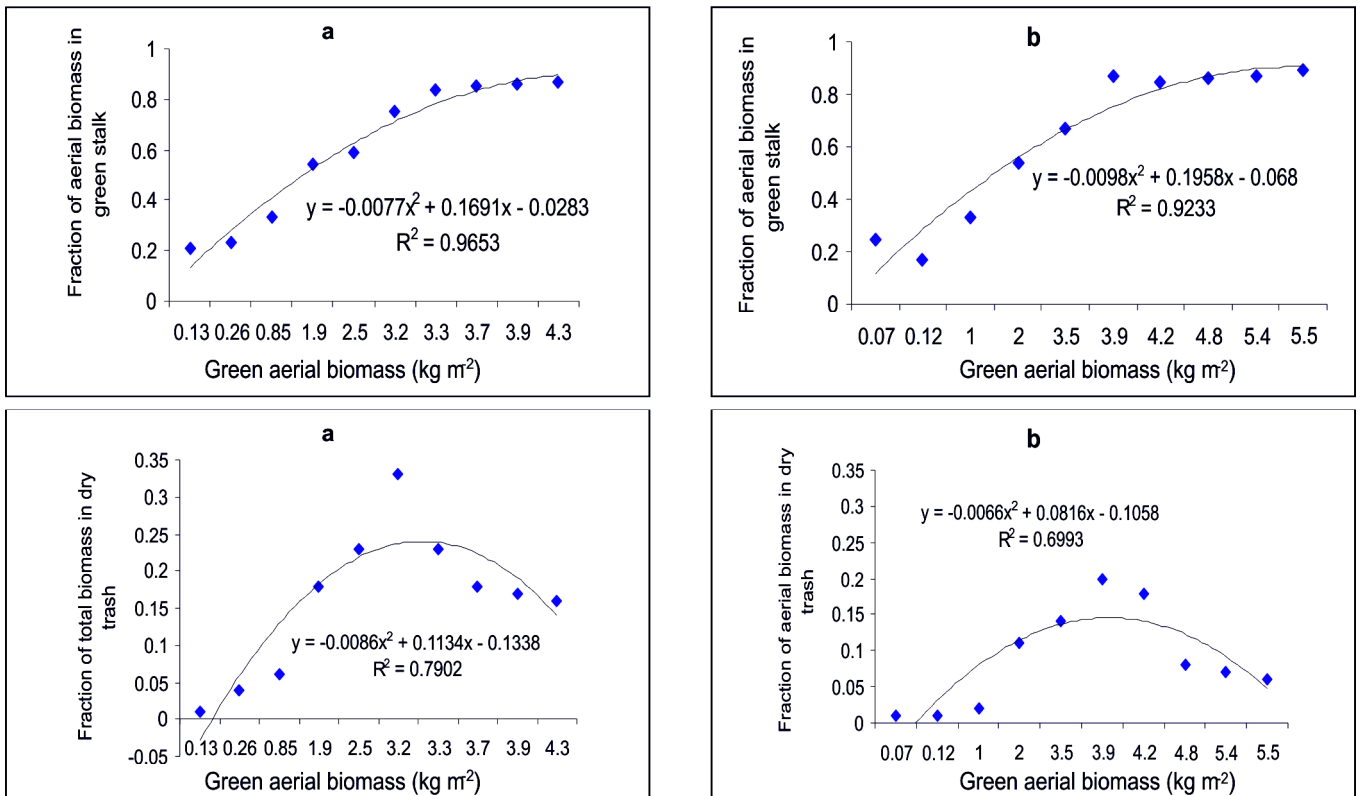 a
Fraction of aerial biomass in
green stalk
1
0.8
0.6
0.4
0.2
0
y = -0.0077x² + 0.1691x - 0.0283
R² = 0.9653
0.13 0.26 0.85 1.9 2.5 3.2 3.3 3.7 3.9 4.3
Green aerial biomass (kg m⁻²)
b
Fraction of aerial biomass in
green stalk
1
0.8
0.6
0.4
0.2
0
y = -0.0098x² + 0.1958x - 0.068
R² = 0.9233
0.07 0.12 1 2 3.5 3.9 4.2 4.8 5.4 5.5
Green aerial biomass (kg m⁻²)
a
Fraction of total biomass in dry
trash
0.35
0.3
0.25
0.2
0.15
0.1
0.05
0
-0.05
y = -0.0086x² + 0.1134x - 0.1338
R² = 0.7902
0.13 0.26 0.85 1.9 2.5 3.2 3.3 3.7 3.9 4.3
Green aerial biomass (kg m⁻²)
b
Fraction of aerial biomass in dry
trash
0.35
0.3
0.25
0.2
0.15
0.1
0.05
0
y = -0.0066x² + 0.0816x - 0.1058
R² = 0.6993
0.07 0.12 1 2 3.5 3.9 4.2 4.8 5.4 5.5
Green aerial biomass (kg m⁻²)